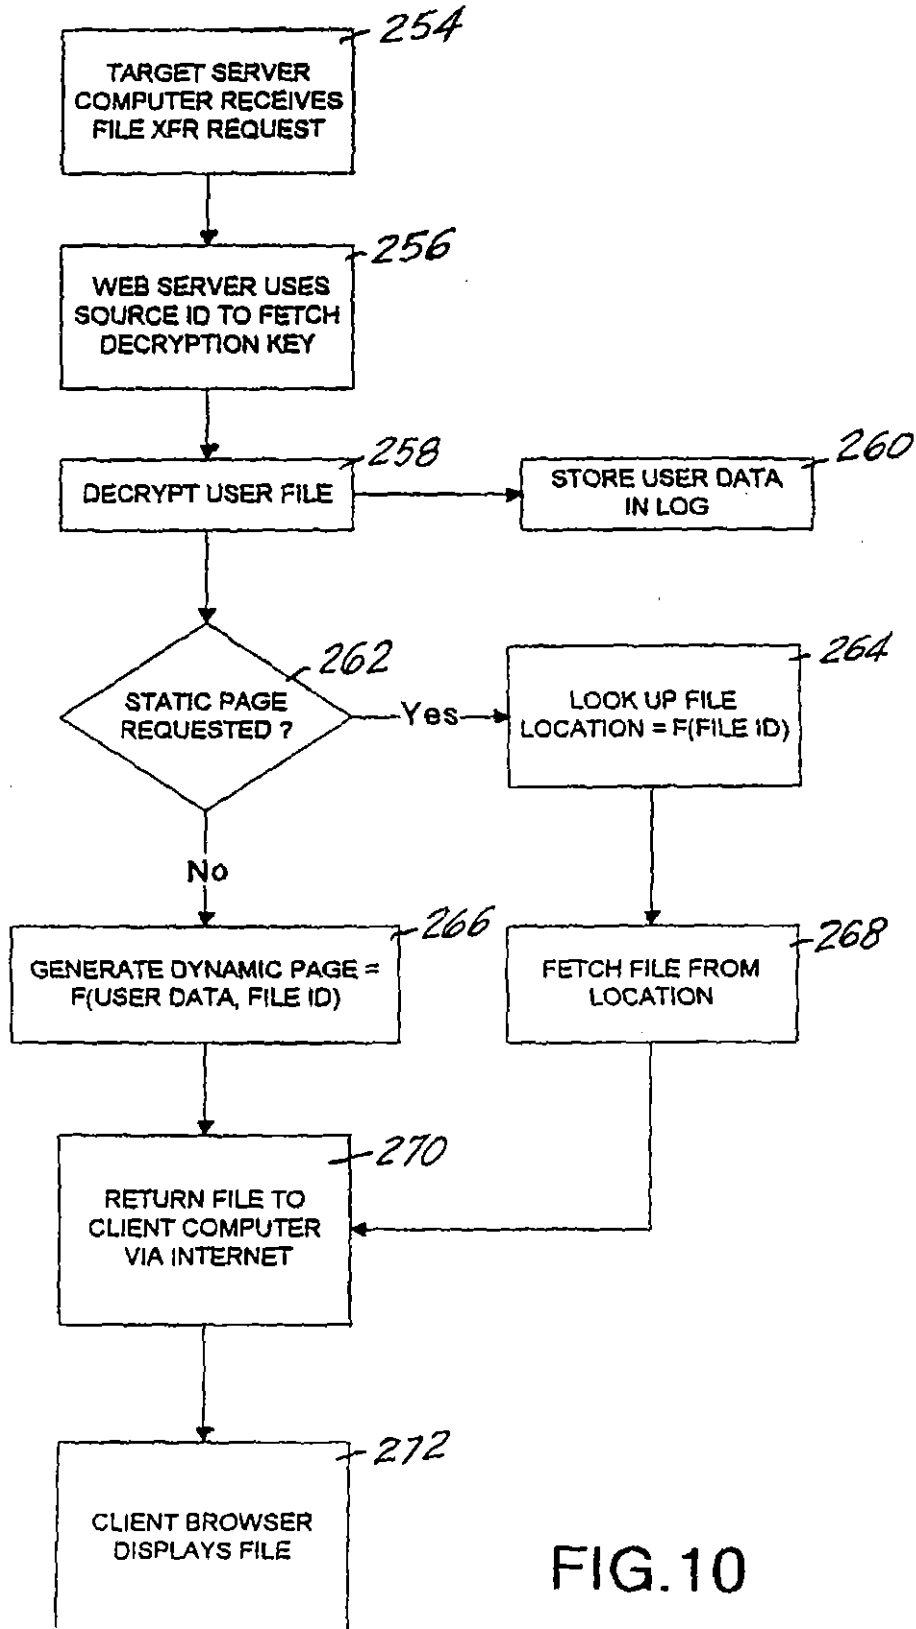 254
TARGET SERVER
COMPUTER RECEIVES
FILE XFR REQUEST
256
WEB SERVER USES
SOURCE ID TO FETCH
DECRYPTION KEY
258
DECRYPT USER FILE
260
STORE USER DATA
IN LOG
262
STATIC PAGE
REQUESTED ?
Yes
264
LOOK UP FILE
LOCATION = F(FILE ID)
No
266
GENERATE DYNAMIC PAGE =
F(USER DATA, FILE ID)
268
FETCH FILE FROM
LOCATION
270
RETURN FILE TO
CLIENT COMPUTER
VIA INTERNET
272
CLIENT BROWSER
DISPLAYS FILE
FIG.10